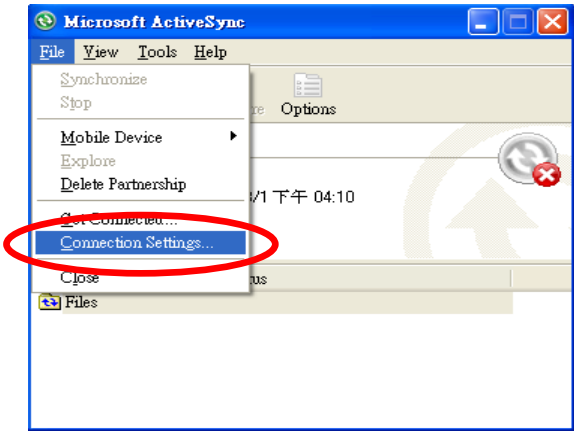 Microsoft ActiveSync
File View Tools Help
Synchronize
Stop
Options
Mobile Device
Explore
Delete Partnership
/1 下午 04:10
Get Connected...
Connection Settings...
Close
Files